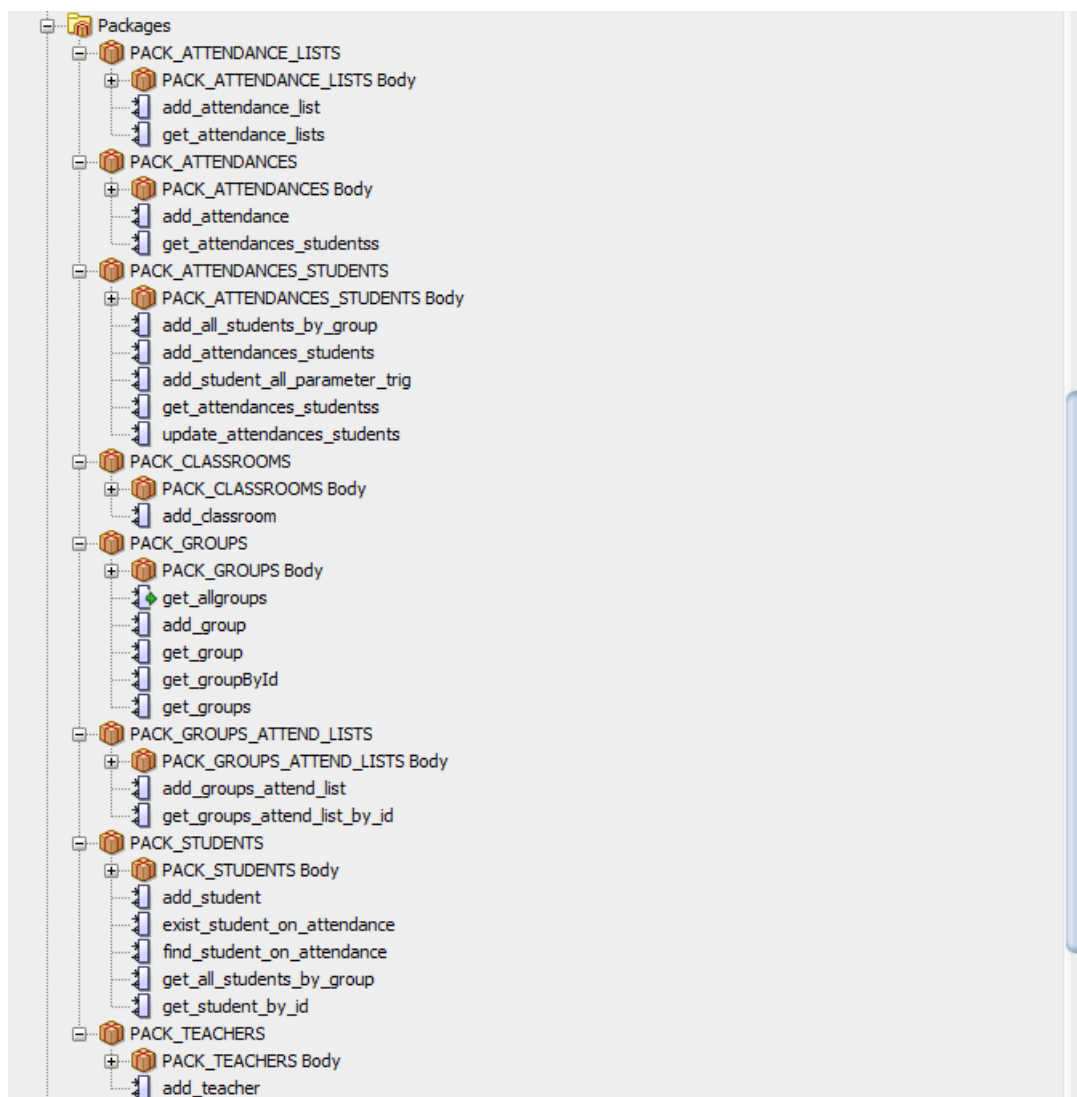 Packages
PACK_ATTENDANCE_LISTS
PACK_ATTENDANCE_LISTS Body
add_attendance_list
get_attendance_lists
PACK_ATTENDANCES
PACK_ATTENDANCES Body
add_attendance
get_attendances_studentss
PACK_ATTENDANCES_STUDENTS
PACK_ATTENDANCES_STUDENTS Body
add_all_students_by_group
add_attendances_students
add_student_all_parameter_trig
get_attendances_studentss
update_attendances_students
PACK_CLASSROOMS
PACK_CLASSROOMS Body
add_classroom
PACK_GROUPS
PACK_GROUPS Body
get_allgroups
add_group
get_group
get_groupById
get_groups
PACK_GROUPS_ATTEND_LISTS
PACK_GROUPS_ATTEND_LISTS Body
add_groups_attend_list
get_groups_attend_list_by_id
PACK_STUDENTS
PACK_STUDENTS Body
add_student
exist_student_on_attendance
find_student_on_attendance
get_all_students_by_group
get_student_by_id
PACK_TEACHERS
PACK_TEACHERS Body
add_teacher